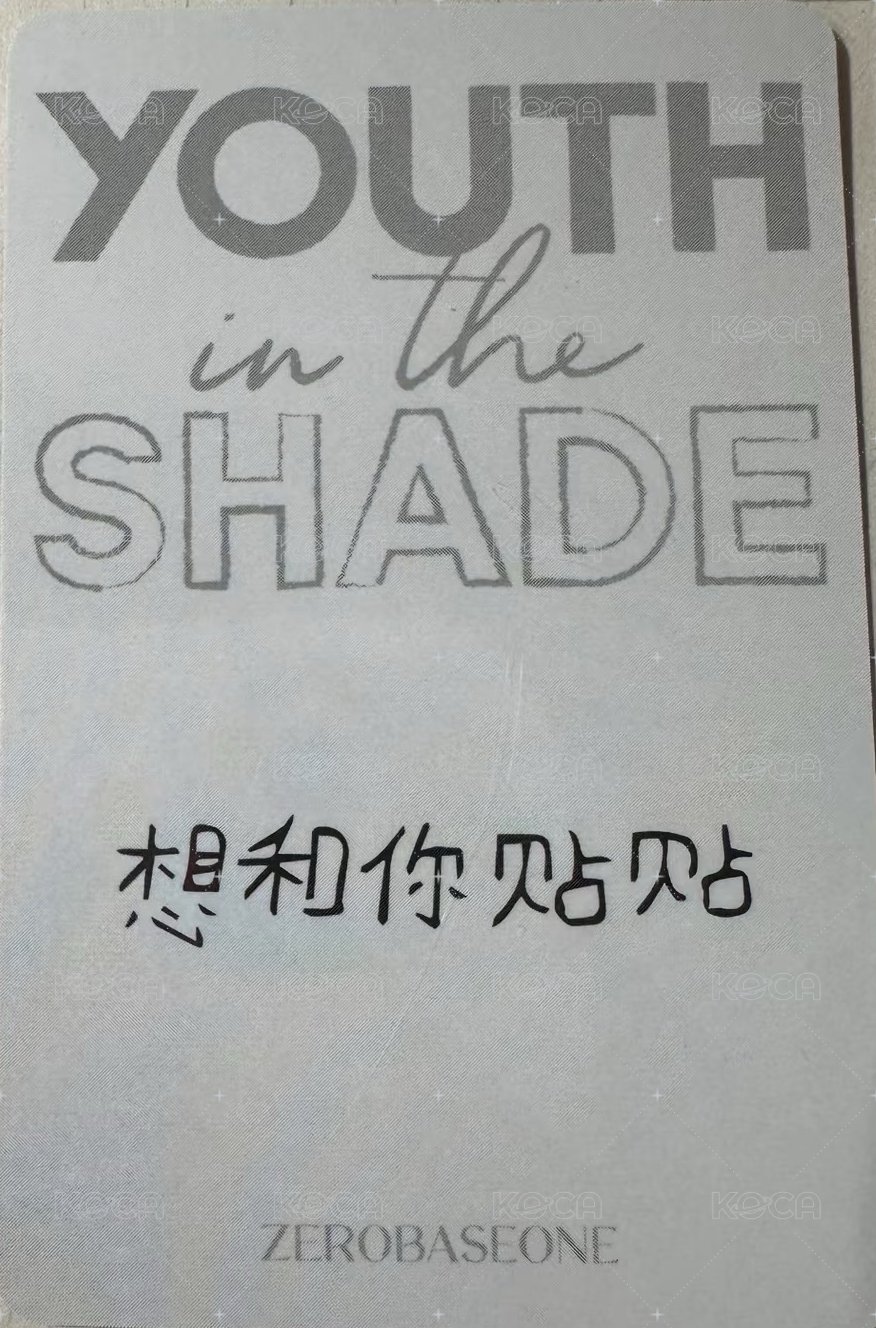 YOUTH
in the
SHADE
想和你贴贴
ZEROBASEONE